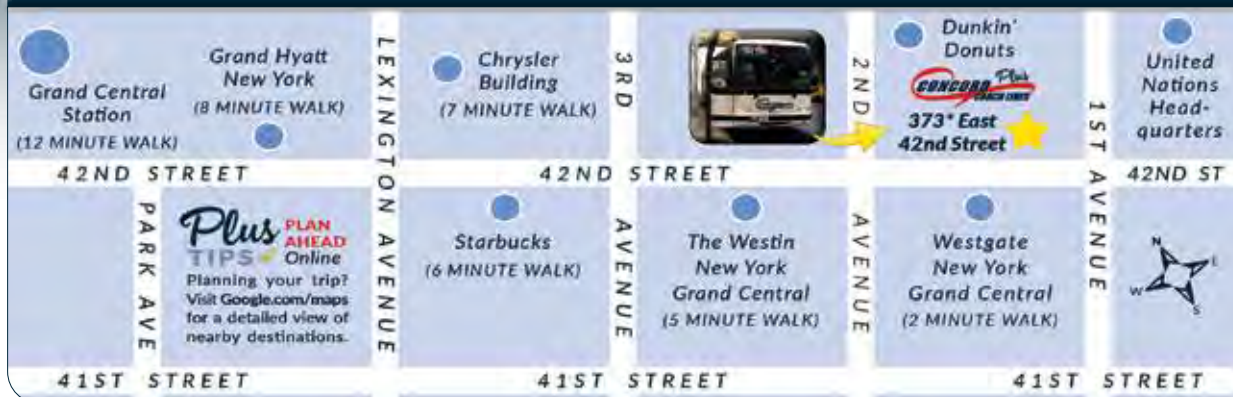 Grand Central
Station
(12 MINUTE WALK)
Grand Hyatt
New York
(8 MINUTE WALK)
LEXINGTON AVENUE
Chrysler
Building
(7 MINUTE WALK)
3RD
AVENUE
2ND
AVENUE
Dunkin'
Donuts
CONCORD Plus
COACH LINES
373* East
42nd Street
1ST AVENUE
United
Nations
Head-
quarters
42ND STREET
42ND STREET
42ND ST
PARK AVE
Plus PLAN
AHEAD
TIPS Online
Planning your trip?
Visit Google.com/maps
for a detailed view of
nearby destinations.
Starbucks
(6 MINUTE WALK)
The Westin
New York
Grand Central
(5 MINUTE WALK)
Westgate
New York
Grand Central
(2 MINUTE WALK)
N
E
W
S
41ST STREET
41ST STREET
41ST STREET